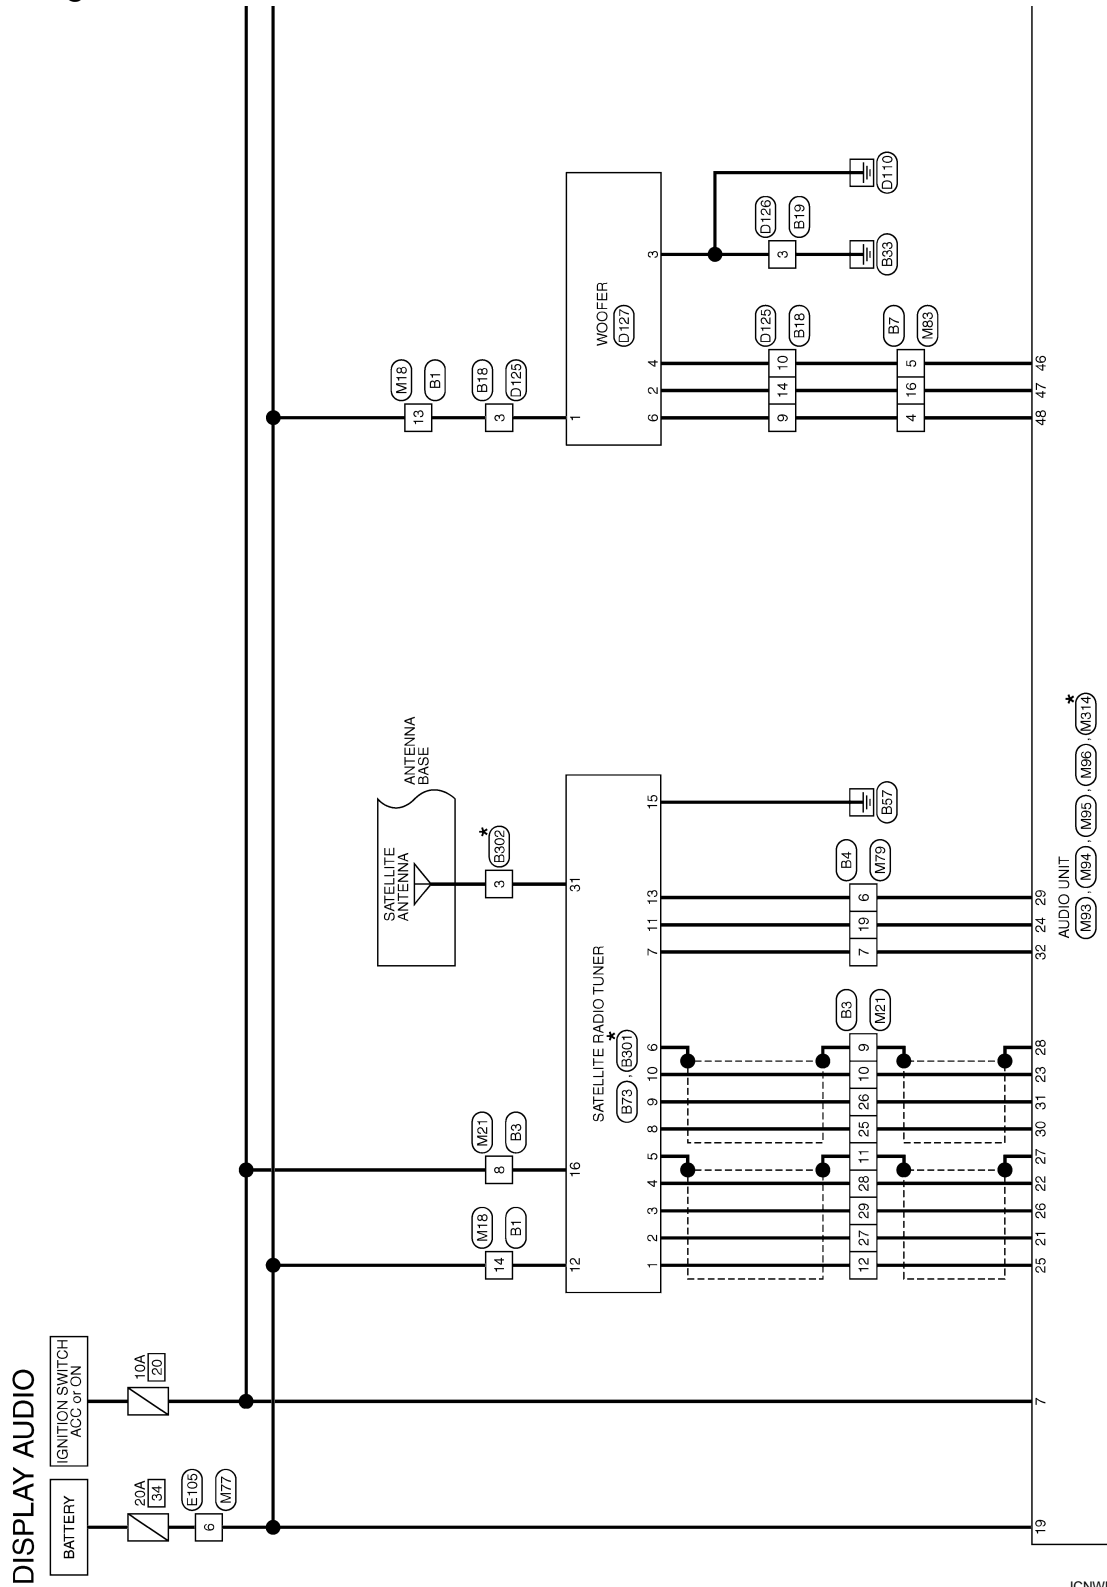 DISPLAY AUDIO
BATTERY
20A
34
E105
M77
6
IGNITION SWITCH
ACC or ON
10A
20
M18
B1
14
M21
B3
8
SATELLITE
ANTENNA
ANTENNA
BASE
B302
*
3
M18
B1
13
B18
D125
3
12
16
31
SATELLITE RADIO TUNER
B73 , B301
*
1 2 3 4 5 8 9 10 6 7 11 13 15
1
WOOFER
D127
6 2 4 3
B3
M21
12 27 29 28 11 25 26 10 9
B4
M79
7 19 6
B57
D125
B18
9 14 10
D126
B19
3
B7
M83
4 16 5
B33
D110
19 7 25 21 26 22 27 30 31 23 28 32 24 29 48 47 46
AUDIO UNIT
M93 , M94 , M95 , M96 , M314
*